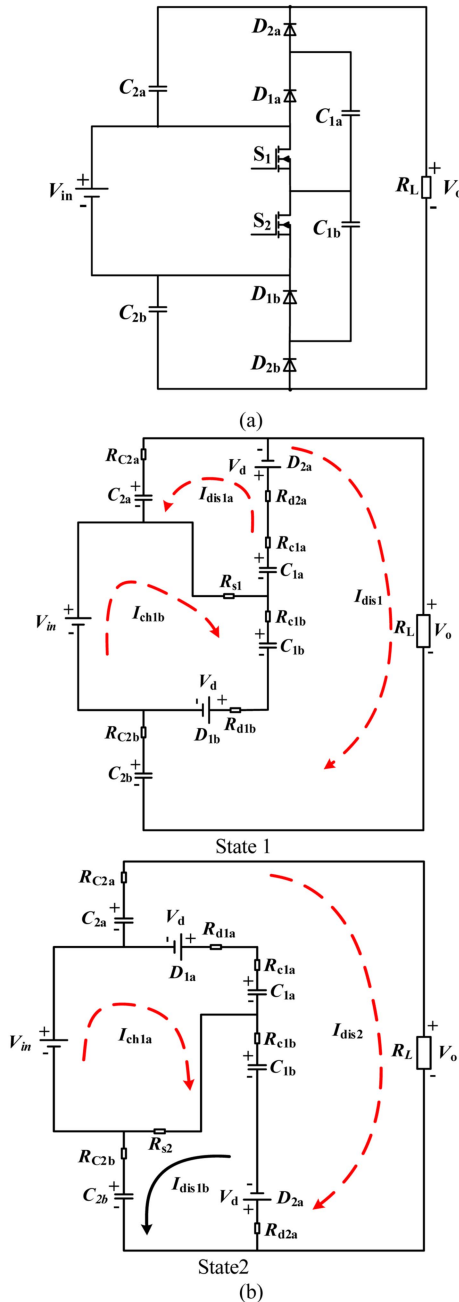 D2a
C2a
D1a
C1a
S1
Vin
+
-
RL
+
Vo
-
S2
C1b
D1b
C2b
D2b
(a)
RC2a
-
Vd
+
D2a
C2a
+
-
Idis1a
Rd2a
Rc1a
+
-
C1a
Rs1
Idis1
Vin
+
-
Ich1b
Rc1b
+
-
C1b
RL
+
Vo
-
Vd
-
+
D1b
Rd1b
RC2b
C2b
+
-
State 1
RC2a
C2a
+
-
Vd
-
+
D1a
Rd1a
Rc1a
+
-
C1a
Vin
+
-
Ich1a
Rc1b
+
-
C1b
Idis2
RL
+
Vo
-
Rs2
RC2b
C2b
+
-
Idis1b
-
Vd
+
D2a
Rd2a
State2
(b)